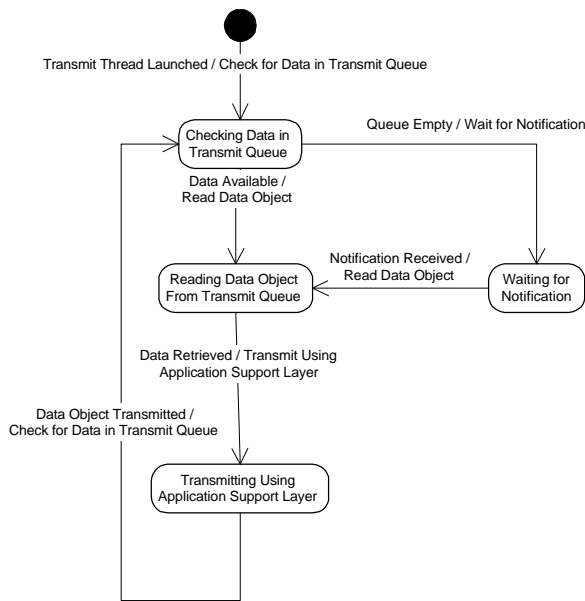 Transmit Thread Launched / Check for Data in Transmit Queue
Checking Data in
Transmit Queue
Queue Empty / Wait for Notification
Data Available /
Read Data Object
Notification Received /
Read Data Object
Reading Data Object
From Transmit Queue
Waiting for
Notification
Data Retrieved / Transmit Using
Application Support Layer
Data Object Transmitted /
Check for Data in Transmit Queue
Transmitting Using
Application Support Layer